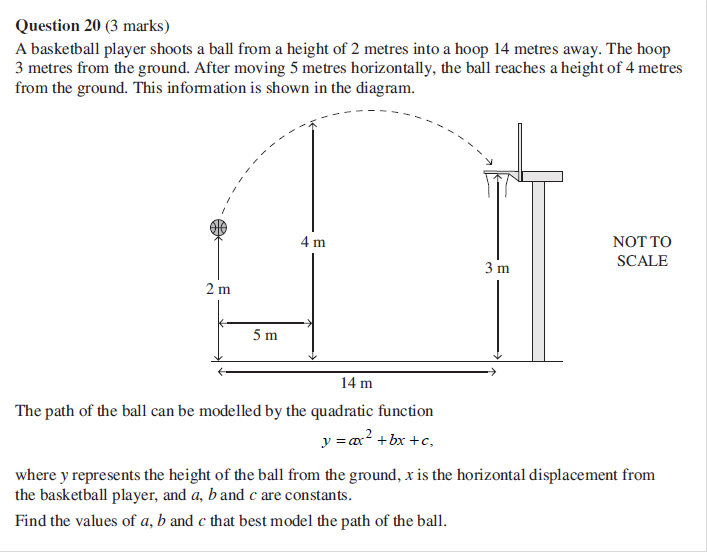 Question 20 (3 marks)
A basketball player shoots a ball from a height of 2 metres into a hoop 14 metres away. The hoop
3 metres from the ground. After moving 5 metres horizontally, the ball reaches a height of 4 metres
from the ground. This information is shown in the diagram.
4 m
NOT TO
SCALE
3 m
2 m
5 m
14 m
The path of the ball can be modelled by the quadratic function
y = ax² + bx + c,
where y represents the height of the ball from the ground, x is the horizontal displacement from
the basketball player, and a, b and c are constants.
Find the values of a, b and c that best model the path of the ball.